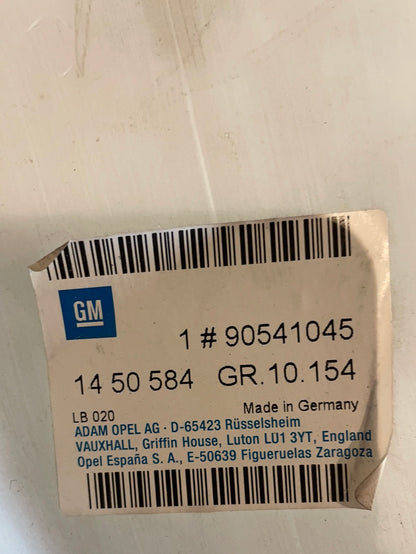 GM
1 # 90541045
14 50 584 GR.10.154
LB 020 Made in Germany
ADAM OPEL AG · D-65423 Rüsselsheim
VAUXHALL, Griffin House, Luton LU1 3YT, England
Opel España S. A., E-50639 Figueruelas Zaragoza